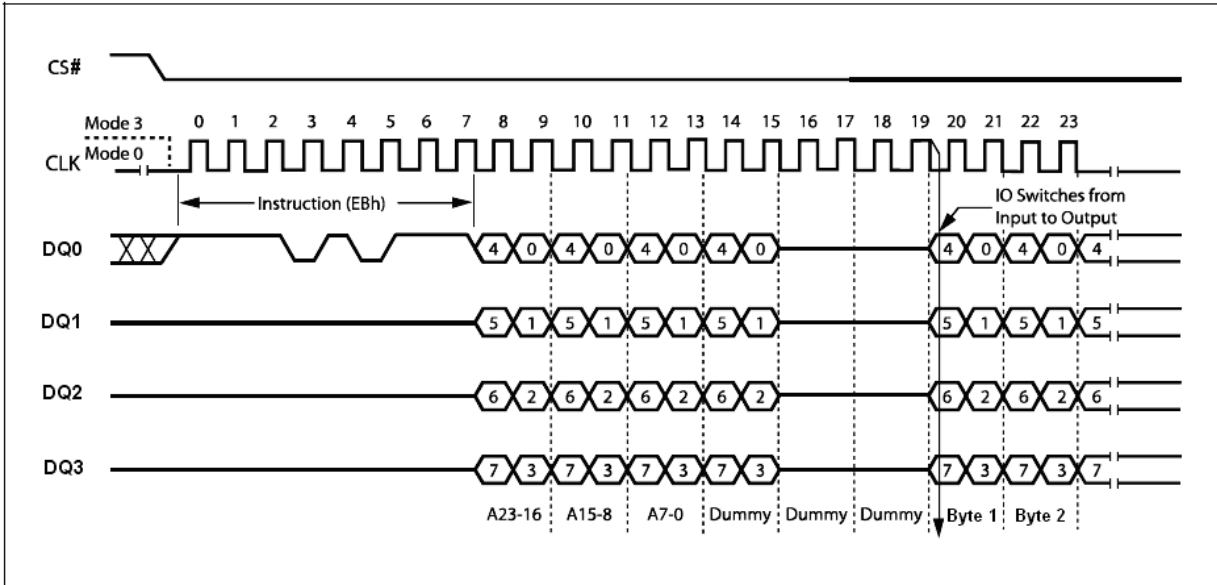 CS#
Mode 3 0 1 2 3 4 5 6 7 8 9 10 11 12 13 14 15 16 17 18 19 20 21 22 23
CLK Mode 0
Instruction (EBh)
IO Switches from
Input to Output
DQ0 4 0 4 0 4 0 4 0 4 0 4 0 4
DQ1 5 1 5 1 5 1 5 1 5 1 5 1 5
DQ2 6 2 6 2 6 2 6 2 6 2 6 2 6
DQ3 7 3 7 3 7 3 7 3 7 3 7 3 7
A23-16 A15-8 A7-0 Dummy Dummy Dummy Byte 1 Byte 2